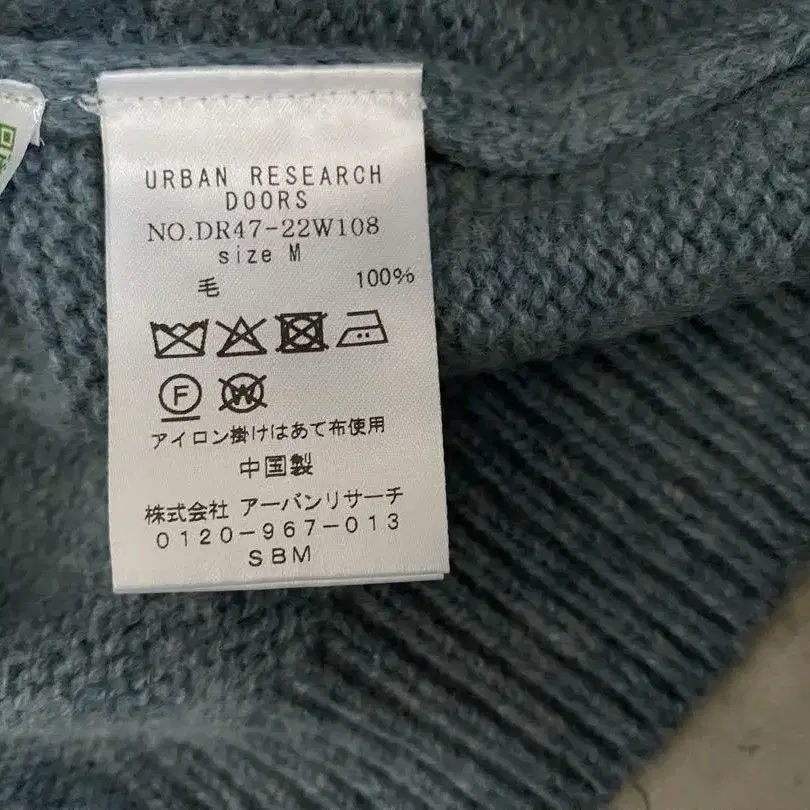 URBAN RESEARCH
DOORS
NO.DR47-22W108
size M
毛 100%
F W
アイロン掛けはあて布使用
中国製
株式会社 アーバンリサーチ
0120-967-013
SBM